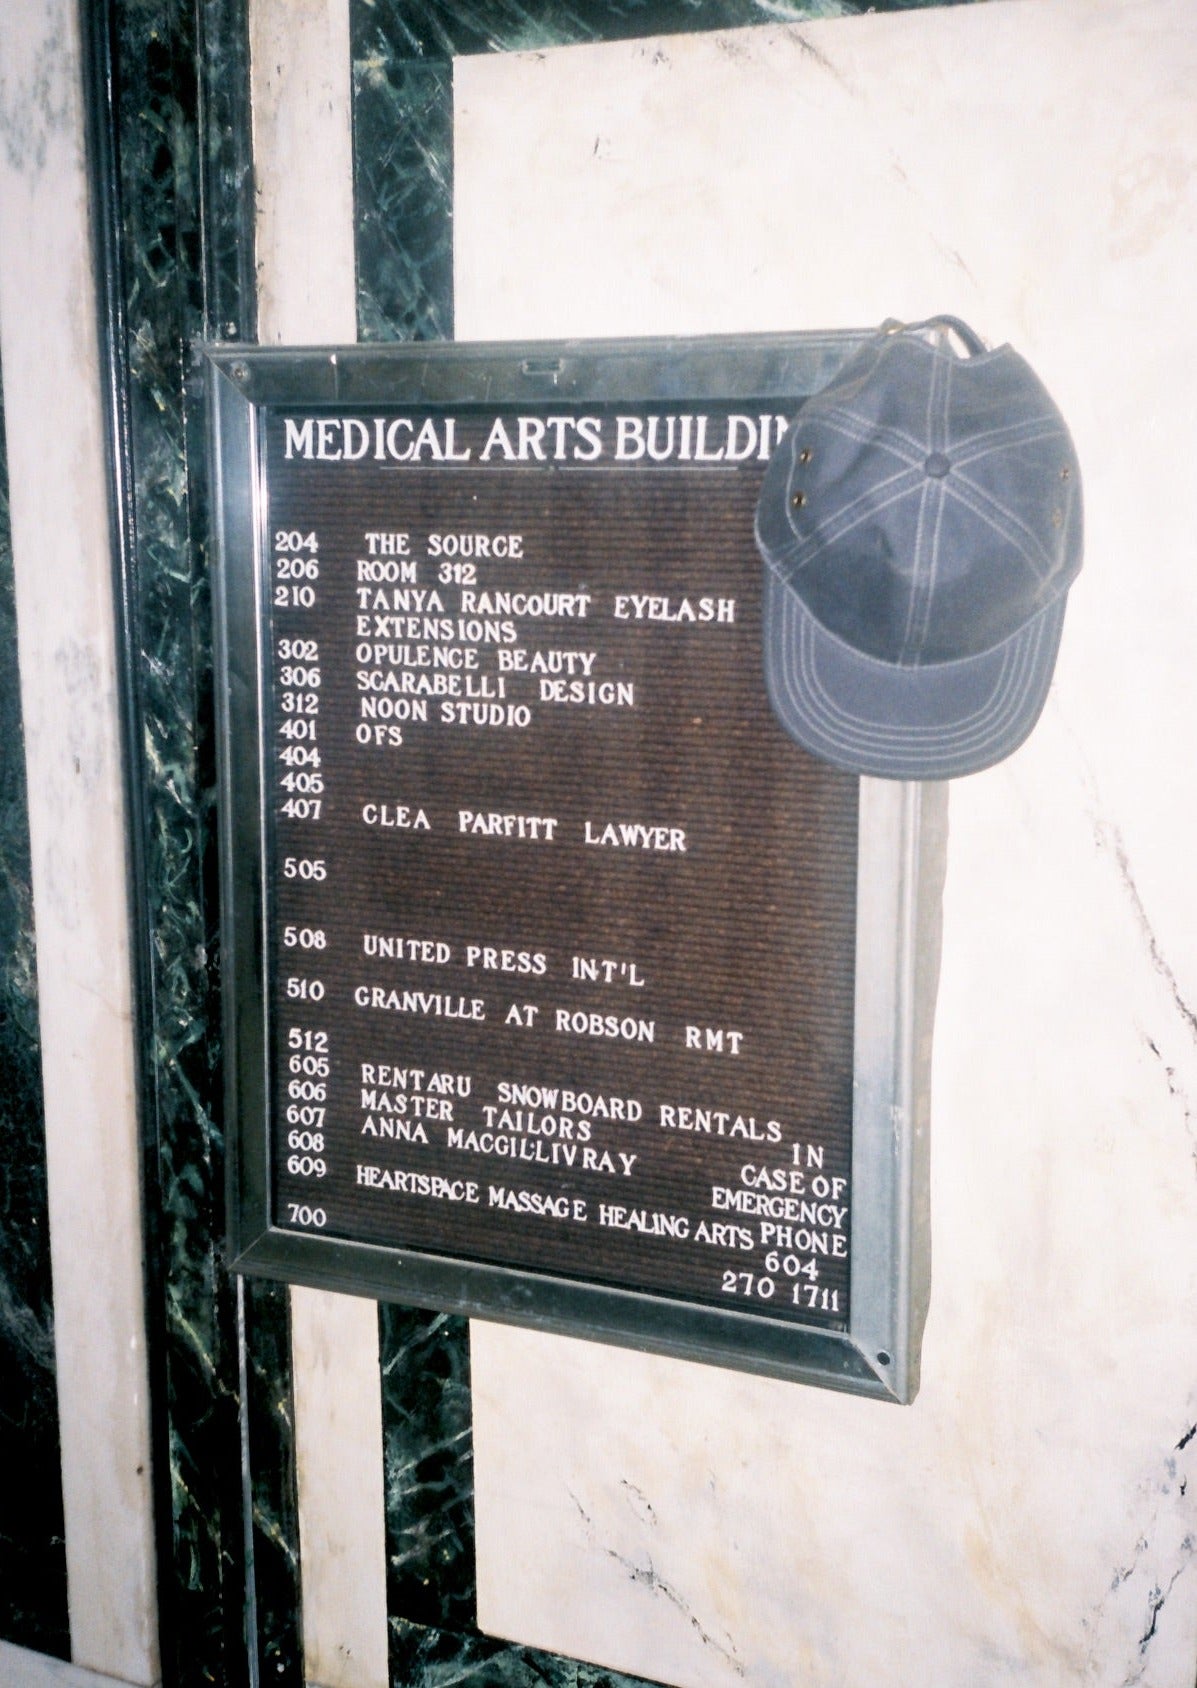 MEDICAL ARTS BUILDIN
204 THE SOURCE
206 ROOM 312
210 TANYA RANCOURT EYELASH
EXTENSIONS
302 OPULENCE BEAUTY
306 SCARABELLI DESIGN
312 NOON STUDIO
401 OFS
404
405
407 CLEA PARFITT LAWYER
505
508 UNITED PRESS INT'L
510 GRANVILLE AT ROBSON RMT
512
605 RENTARU SNOWBOARD RENTALS
606 MASTER TAILORS
607 ANNA MACGILLIVRAY
608
609 HEARTSPACE MASSAGE HEALING ARTS
700
IN
CASE OF
EMERGENCY
PHONE
604
270 1711